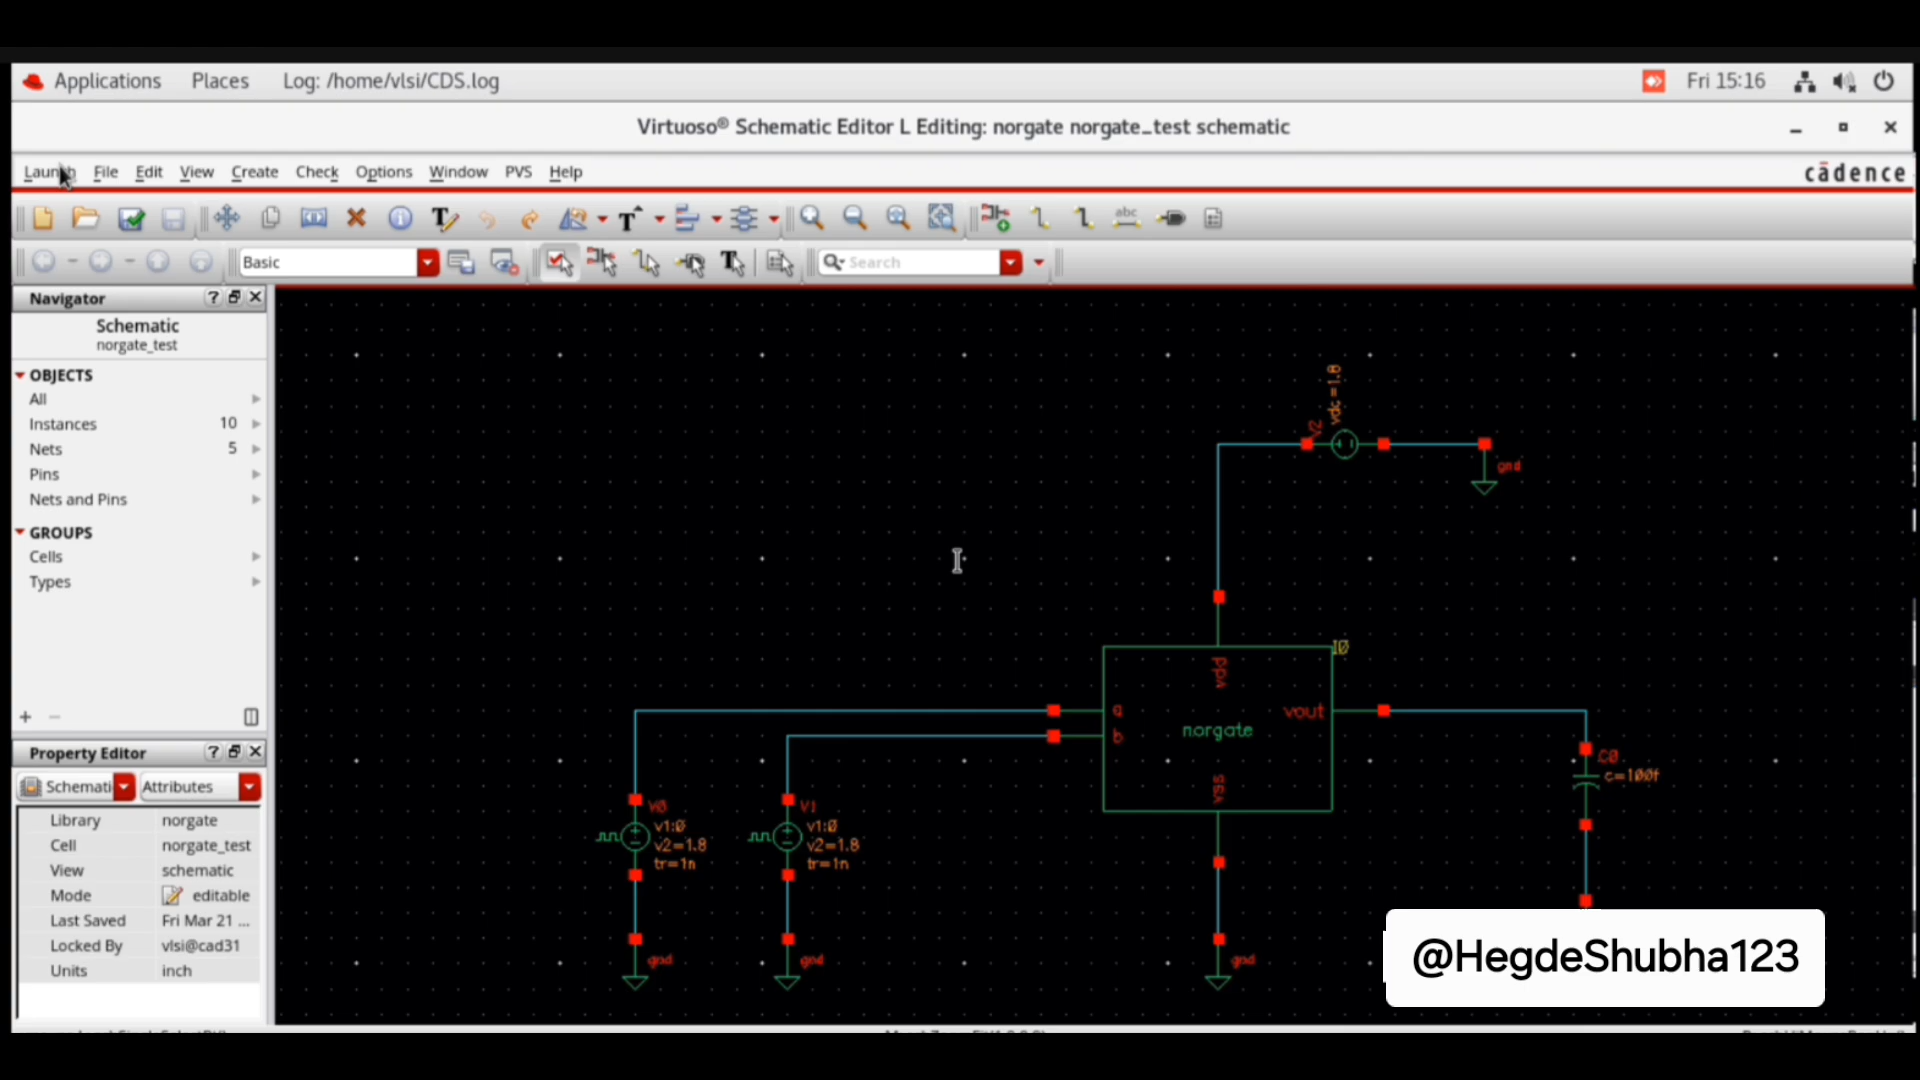 Applications Places Log: /home/vlsi/CDS.log Fri 15:16
Virtuoso® Schematic Editor L Editing: norgate norgate_test schematic
Launch File Edit View Create Check Options Window PVS Help cādence
abc
Basic Search
Navigator
Schematic
norgate_test
OBJECTS
All
Instances 10
Nets 5
Pins
Nets and Pins
GROUPS
Cells
Types
Property Editor
Schemati Attributes
Library norgate
Cell norgate_test
View schematic
Mode editable
Last Saved Fri Mar 21 ...
Locked By vlsi@cad31
Units inch
vdc=1.8
V2
gnd
I0
vdd
a
b
vout
norgate
vss
C0
c=100f
V0
v1:0
v2=1.8
tr=1n
V1
v1:0
v2=1.8
tr=1n
gnd
gnd
gnd
@HegdeShubha123